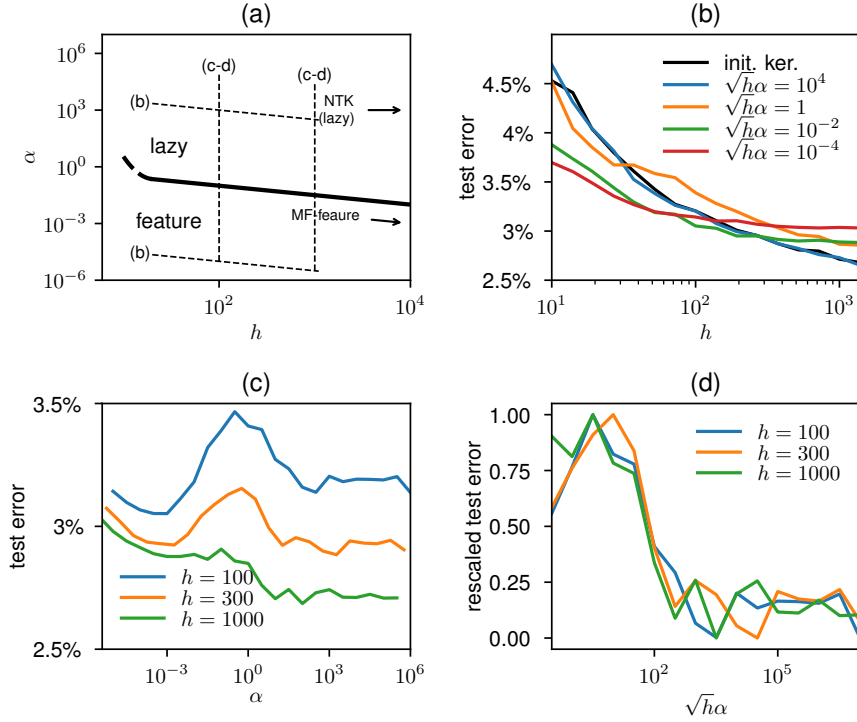 (a)
10^6
10^3
10^0
10^{-3}
10^{-6}
α
(c-d)
(c-d)
(b)
NTK
(lazy)
lazy
feature
MF feaure
(b)
10^2
10^4
h
(b)
4.5%
4%
3.5%
3%
2.5%
test error
init. ker.
√hα = 10^4
√hα = 1
√hα = 10^{-2}
√hα = 10^{-4}
10^1
10^2
10^3
h
(c)
3.5%
3%
2.5%
test error
h = 100
h = 300
h = 1000
10^{-3}
10^0
10^3
10^6
α
(d)
1.00
0.75
0.50
0.25
0.00
rescaled test error
h = 100
h = 300
h = 1000
10^2
10^5
√hα